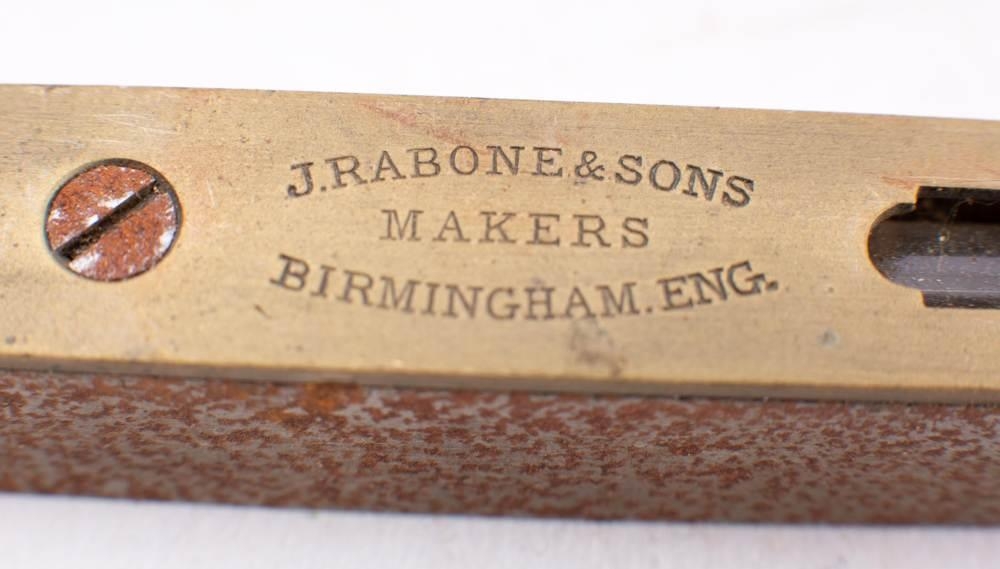 J.RABONE & SONS
MAKERS
BIRMINGHAM. ENG.